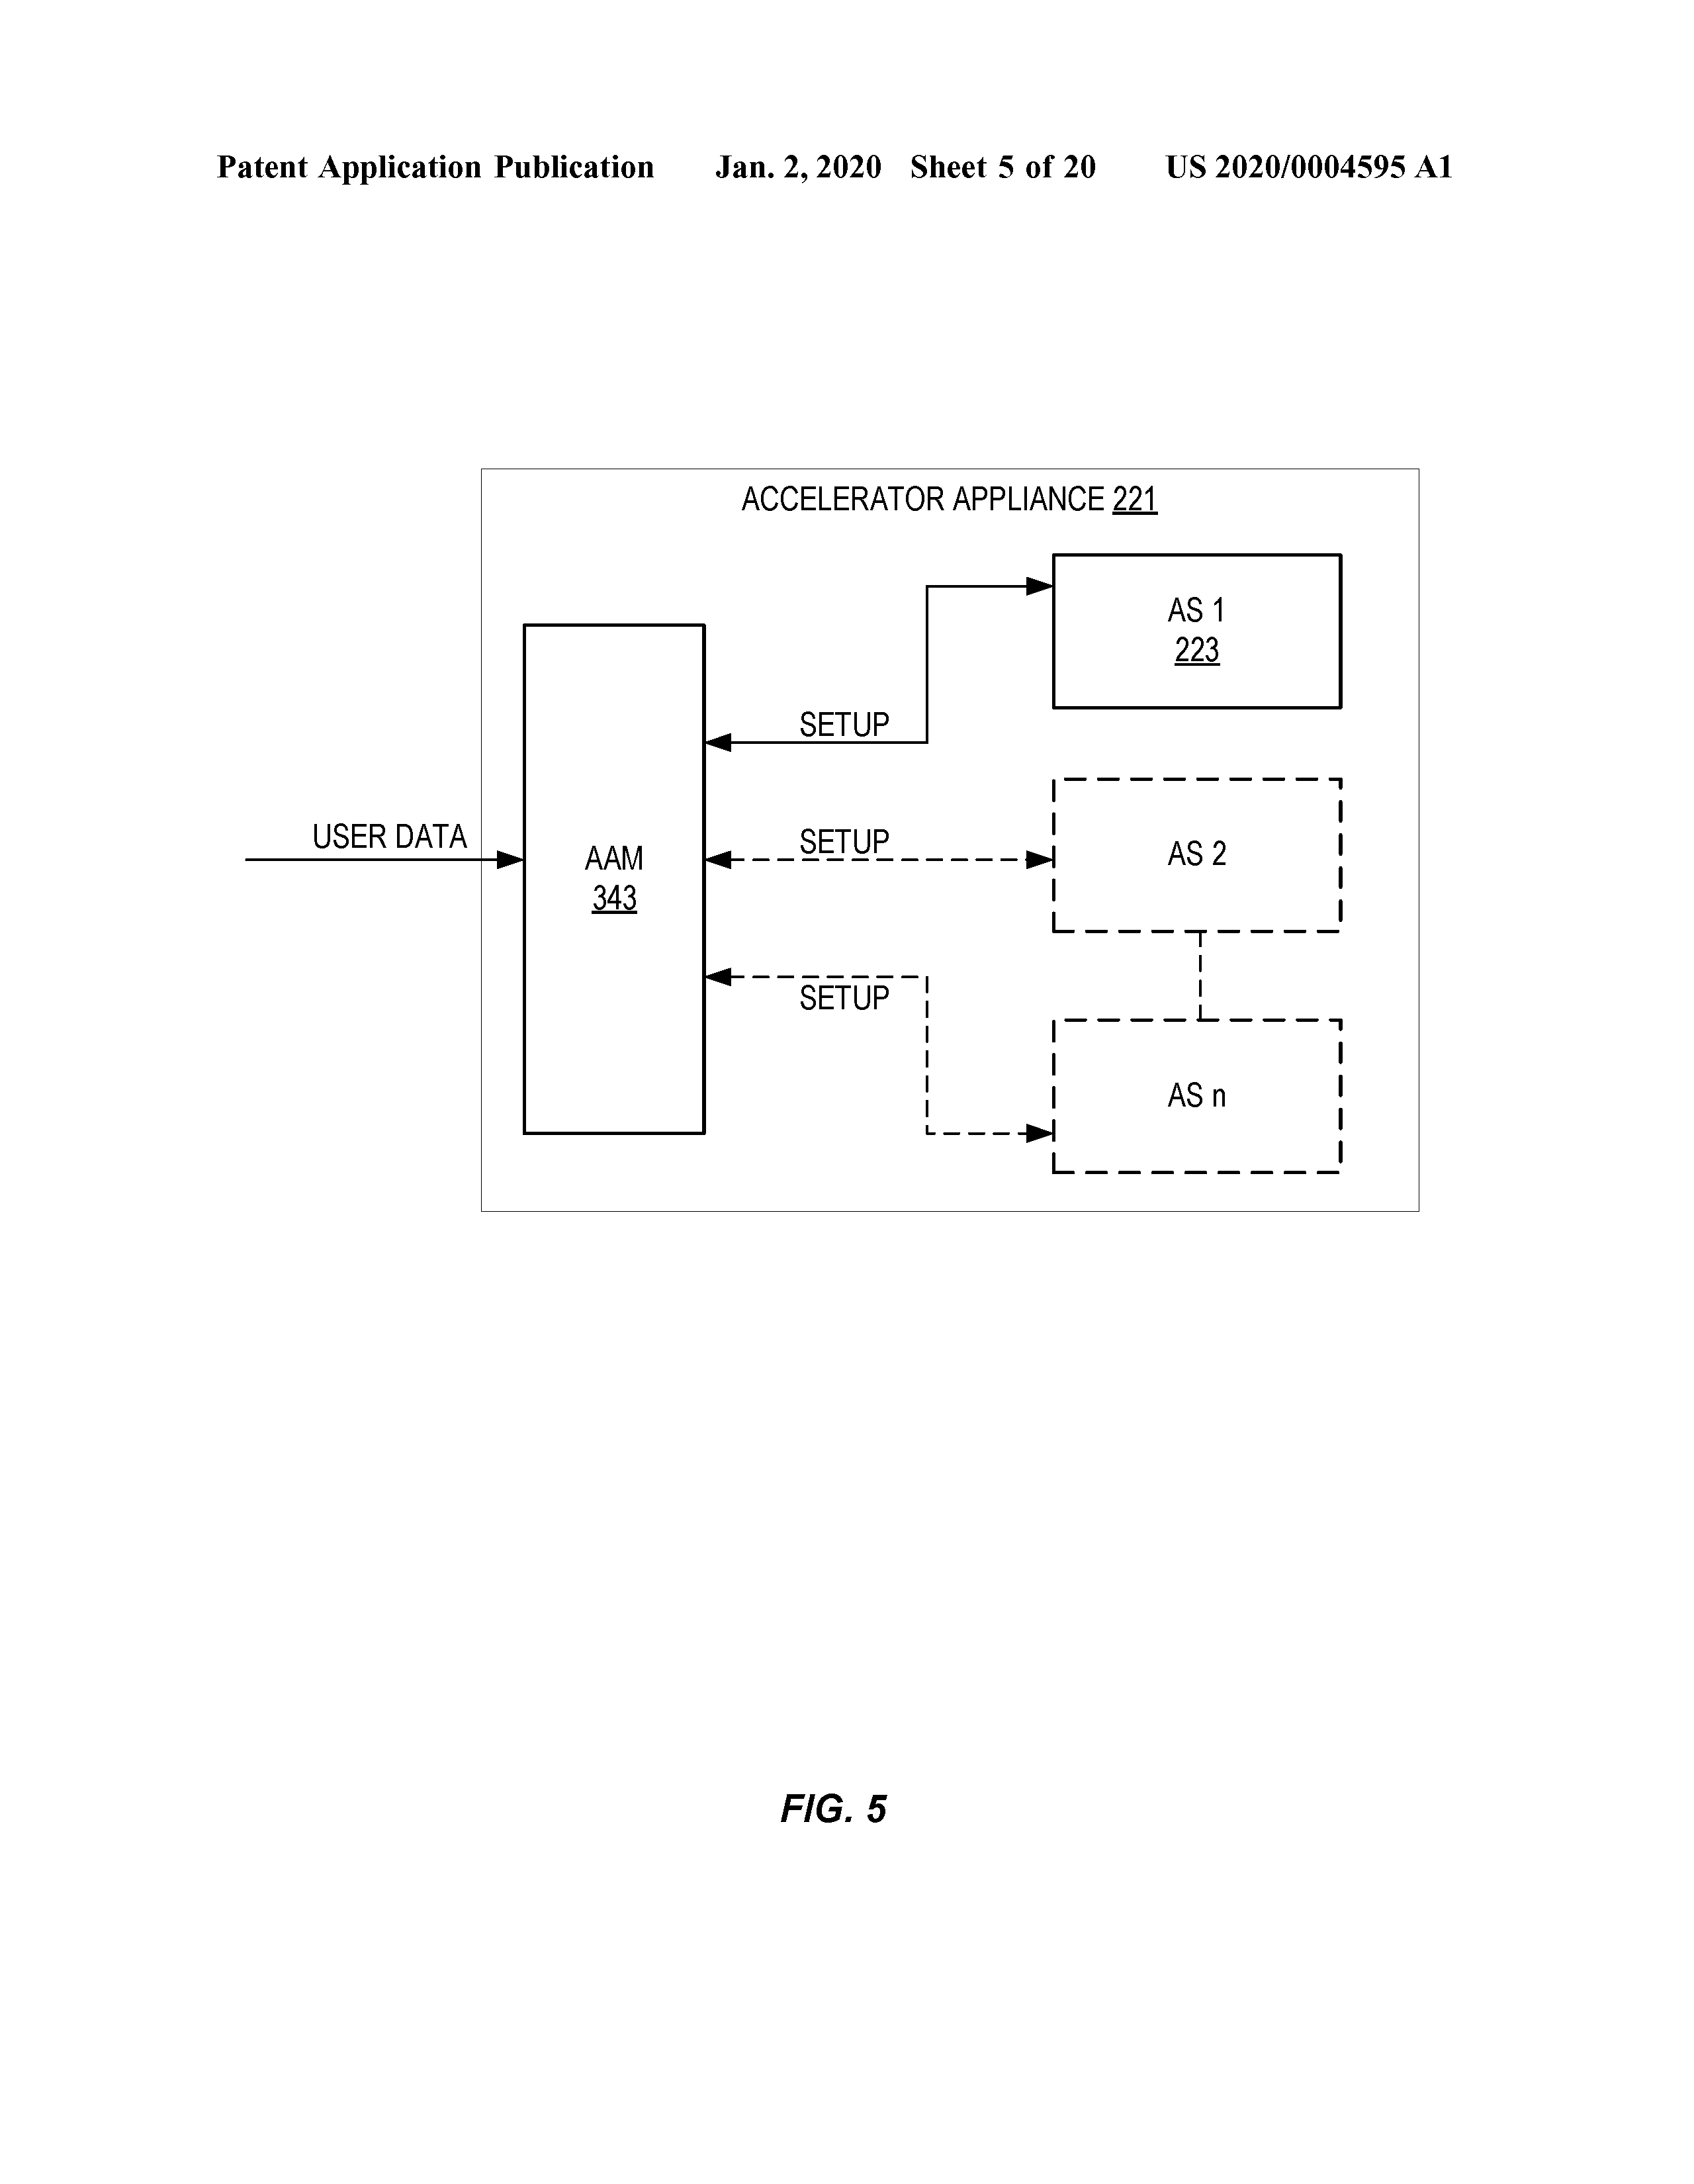 Patent Application Publication Jan. 2, 2020 Sheet 5 of 20 US 2020/0004595 A1
ACCELERATOR APPLIANCE 221
AS 1
223
SETUP
USER DATA
SETUP
AS 2
AAM
343
SETUP
AS n
FIG. 5